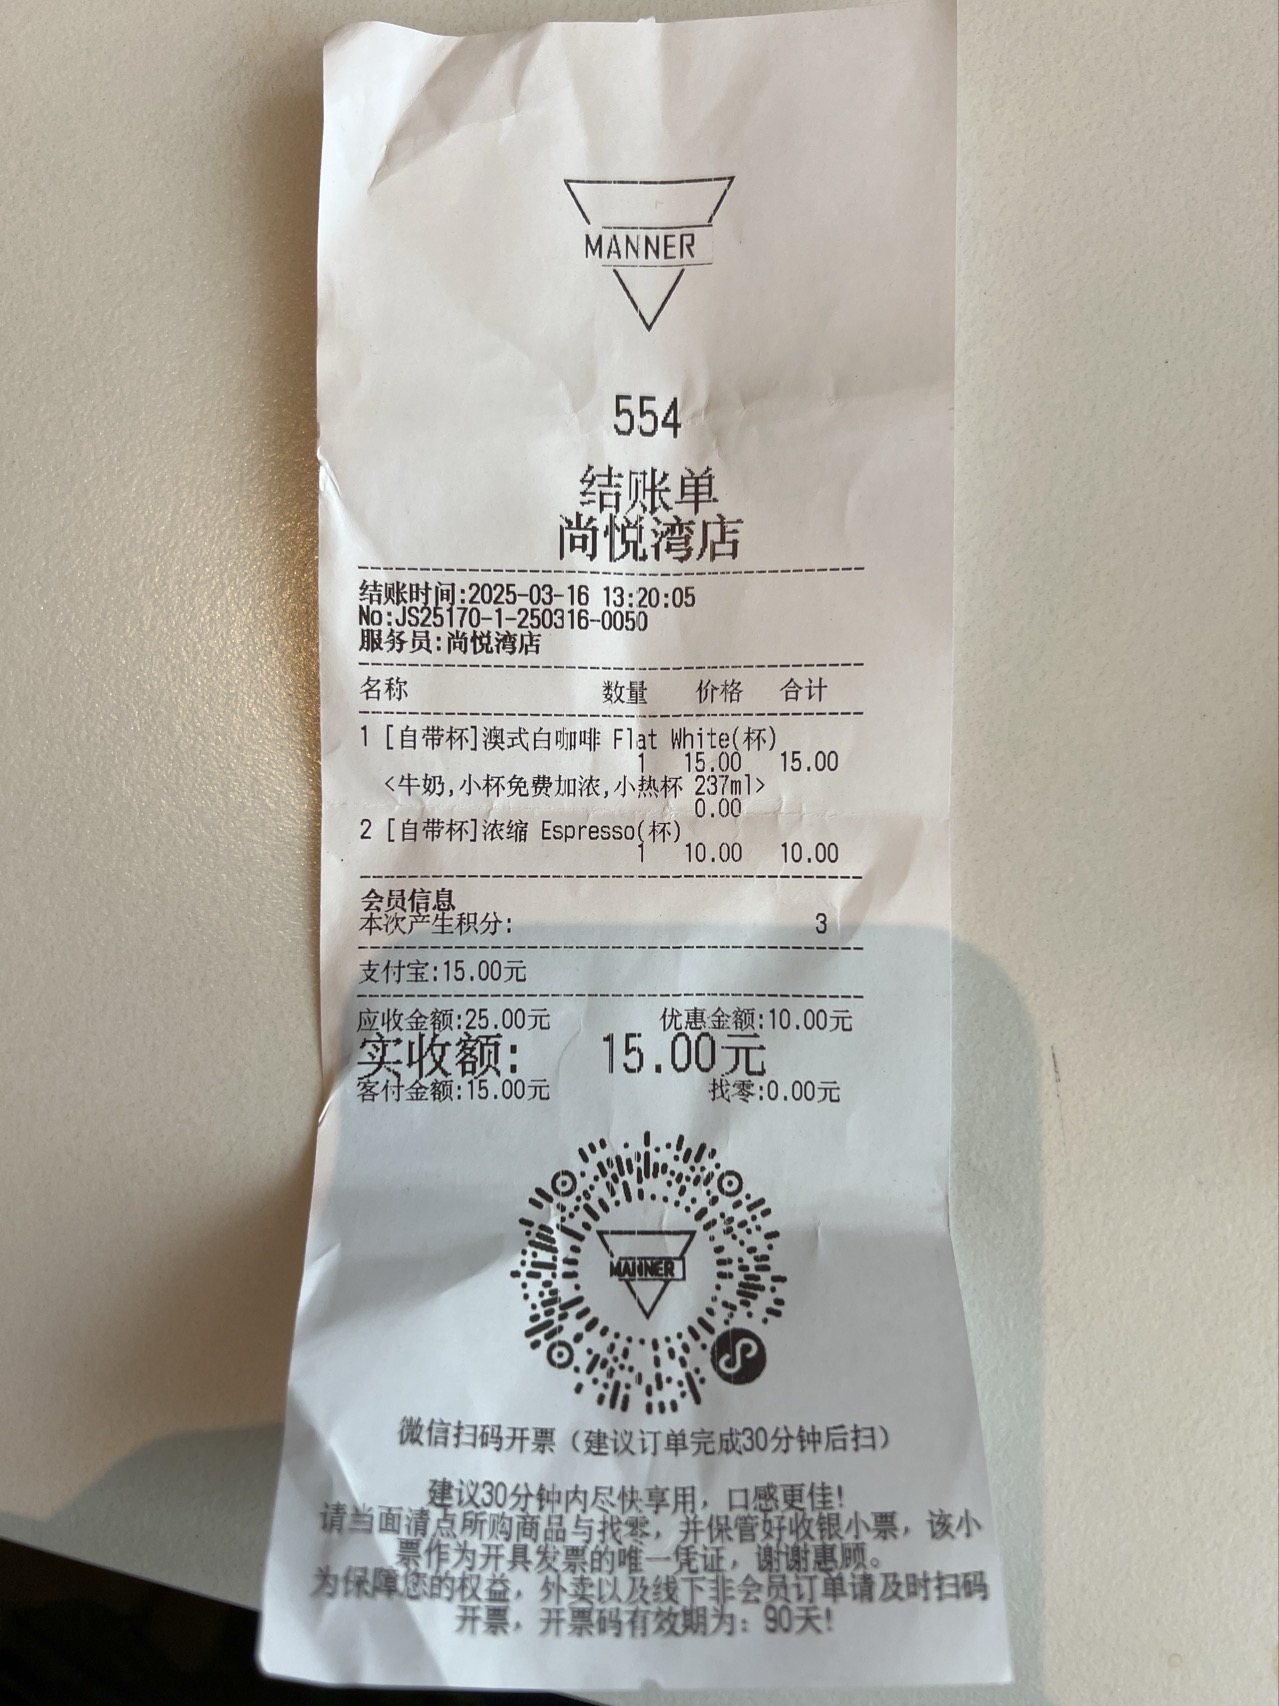 MANNER
554
结账单
尚悦湾店
结账时间:2025-03-16 13:20:05
No:JS25170-1-250316-0050
服务员:尚悦湾店
名称 数量 价格 合计
1 [自带杯]澳式白咖啡 Flat White(杯)
1 15.00 15.00
<牛奶,小杯免费加浓,小热杯 237ml>
0.00
2 [自带杯]浓缩 Espresso(杯)
1 10.00 10.00
会员信息
本次产生积分: 3
支付宝:15.00元
应收金额:25.00元 优惠金额:10.00元
实收额: 15.00元
客付金额:15.00元 找零:0.00元
MANNER
微信扫码开票（建议订单完成30分钟后扫）
建议30分钟内尽快享用，口感更佳!
请当面清点所购商品与找零，并保管好收银小票，该小
票作为开具发票的唯一凭证，谢谢惠顾。
为保障您的权益，外卖以及线下非会员订单请及时扫码
开票，开票码有效期为：90天!